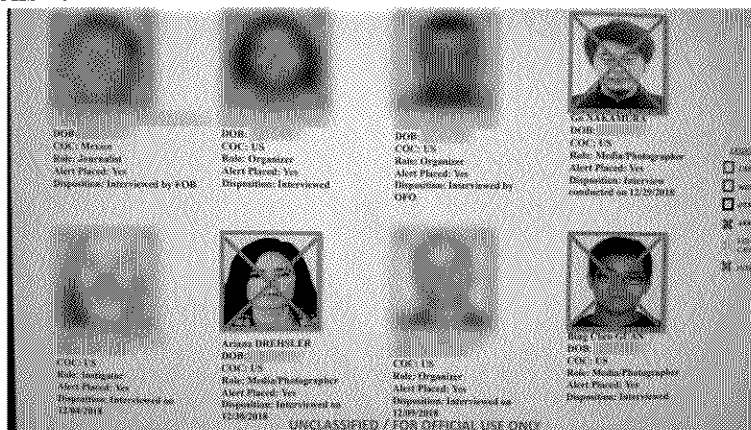 DOB:
COC: Mexico
Role: Journalist
Alert Placed: Yes
Disposition: Interviewed by FOB
DOB:
COC: US
Role: Organizer
Alert Placed: Yes
Disposition: Interviewed
DOB:
COC: US
Role: Organizer
Alert Placed: Yes
Disposition: Interviewed by
OFO
Go NAKAMURA
DOB:
COC: US
Role: Media/Photographer
Alert Placed: Yes
Disposition: Interview
conducted on 12/29/2018
COC: US
Role: Instigator
Alert Placed: Yes
Disposition: Interviewed on
12/04/2018
Ariana DREHSLER
DOB:
COC: US
Role: Media/Photographer
Alert Placed: Yes
Disposition: Interviewed on
12/30/2018
COC: US
Role: Organizer
Alert Placed: Yes
Disposition: Interviewed on
12/09/2018
Bing Chen GUAN
DOB:
COC: US
Role: Media/Photographer
Alert Placed: Yes
Disposition: Interviewed
UNCLASSIFIED / FOR OFFICIAL USE ONLY